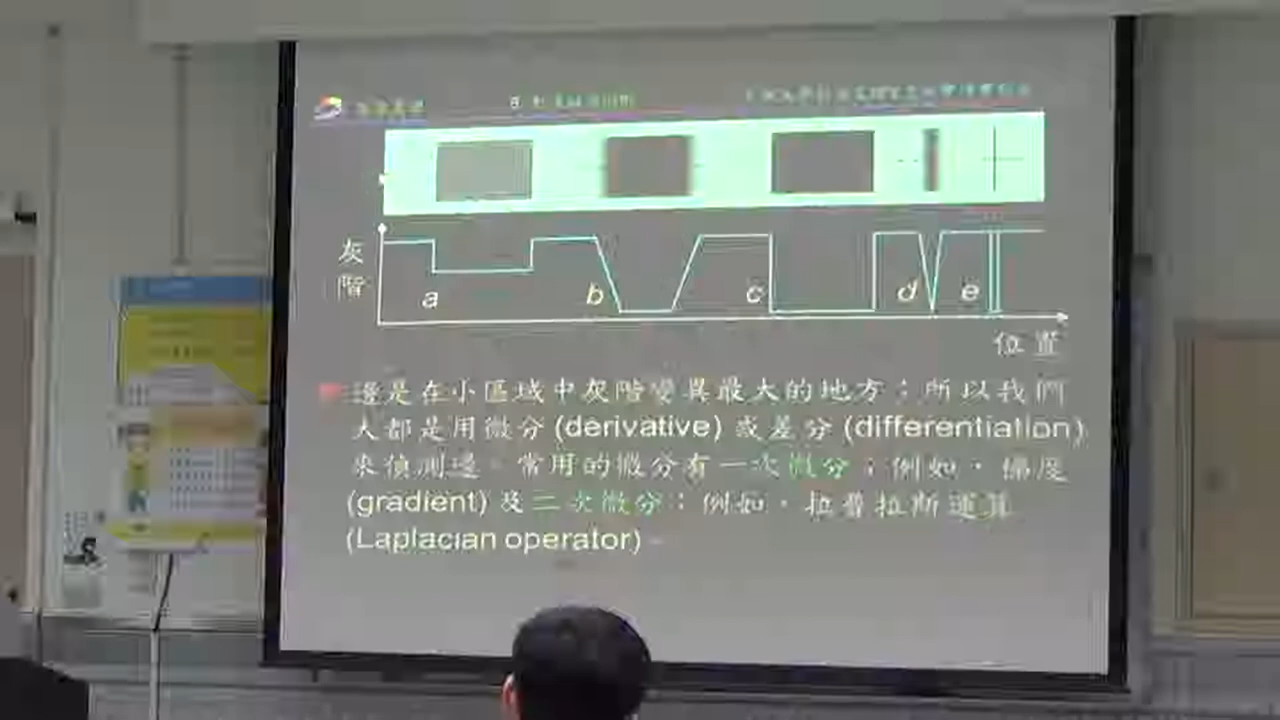 灰
階
a b c d e
位置
邊是在小區域中灰階變異最大的地方；所以我們
大都是用微分 (derivative) 或差分 (differentiation)
來偵測邊。常用的微分有一次微分；例如，梯度
(gradient) 及二次微分；例如，拉普拉斯運算
(Laplacian operator)。